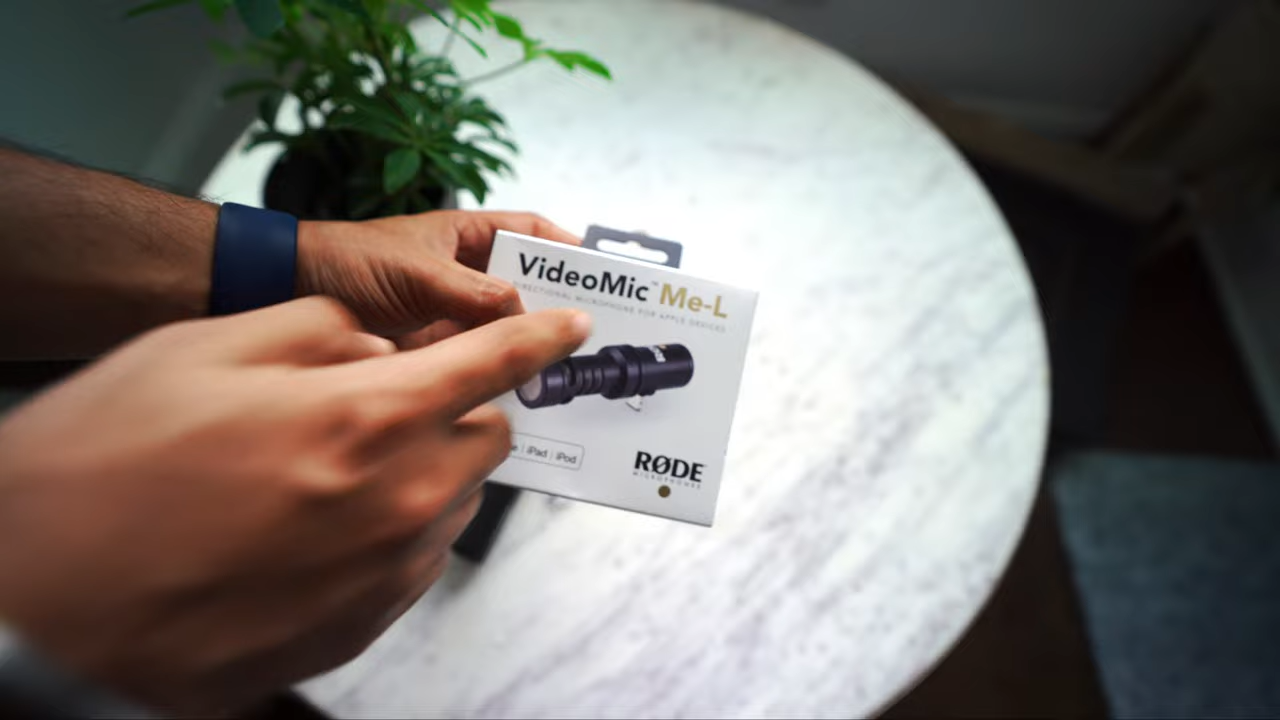 VideoMic™ Me-L
DIRECTIONAL MICROPHONE FOR APPLE DEVICES
iPad | iPod
RØDE
MICROPHONES